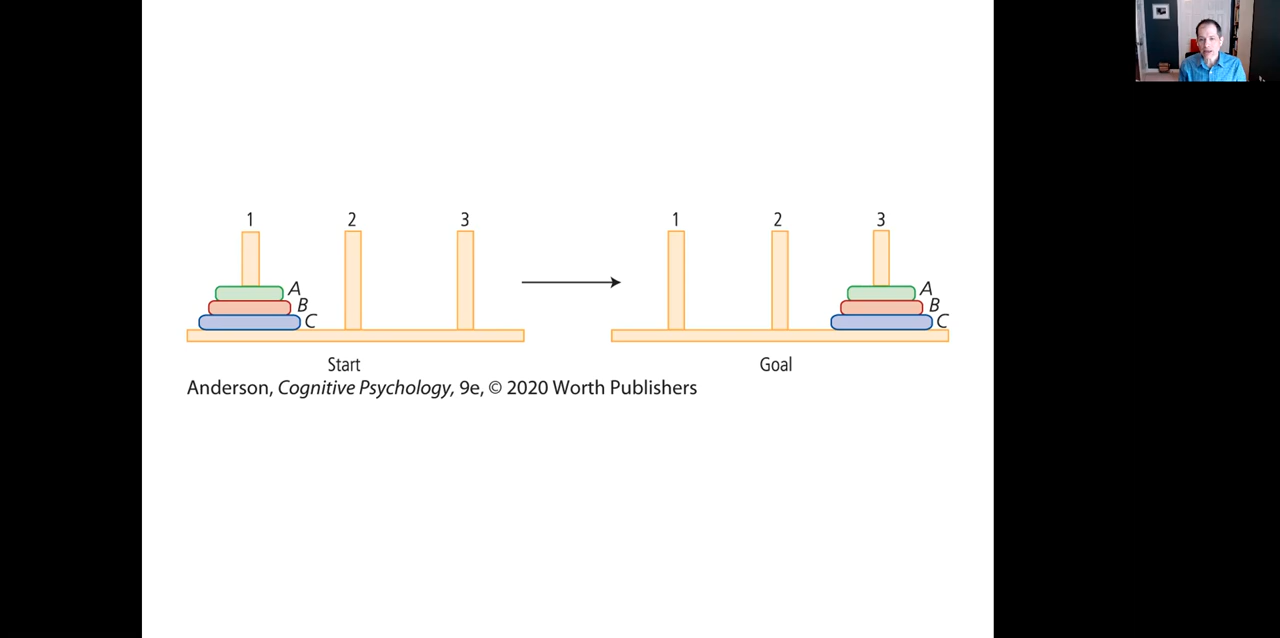 1 2 3
1 2 3
A
B
C
A
B
C
Start
Goal
Anderson, Cognitive Psychology, 9e, © 2020 Worth Publishers